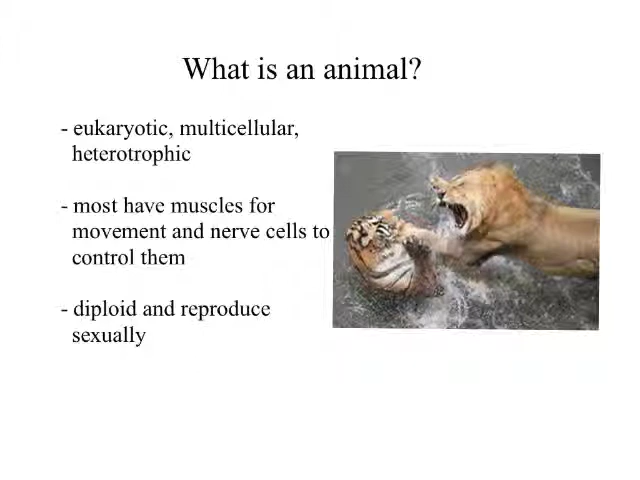 What is an animal?
- eukaryotic, multicellular,
heterotrophic
- most have muscles for
movement and nerve cells to
control them
- diploid and reproduce
sexually